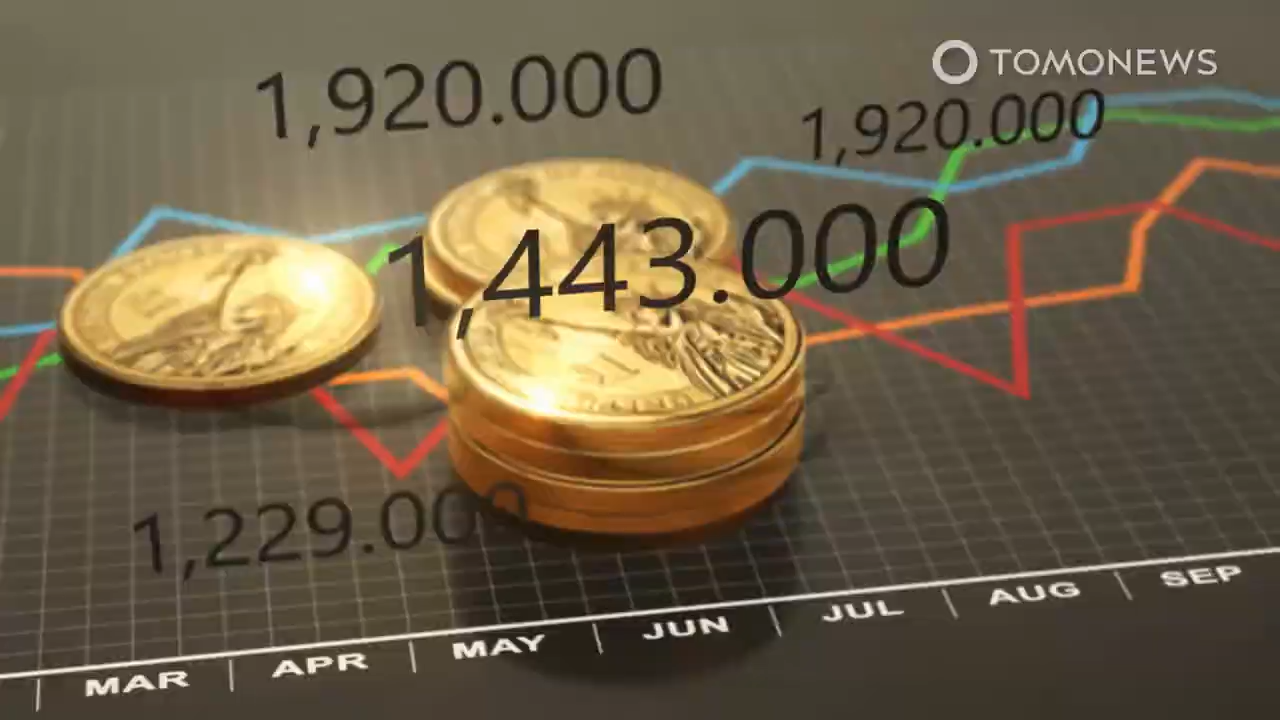 TOMONEWS
1,920.000
1,920.000
1,443.000
1,229.000
MAR | APR | MAY | JUN | JUL | AUG | SEP